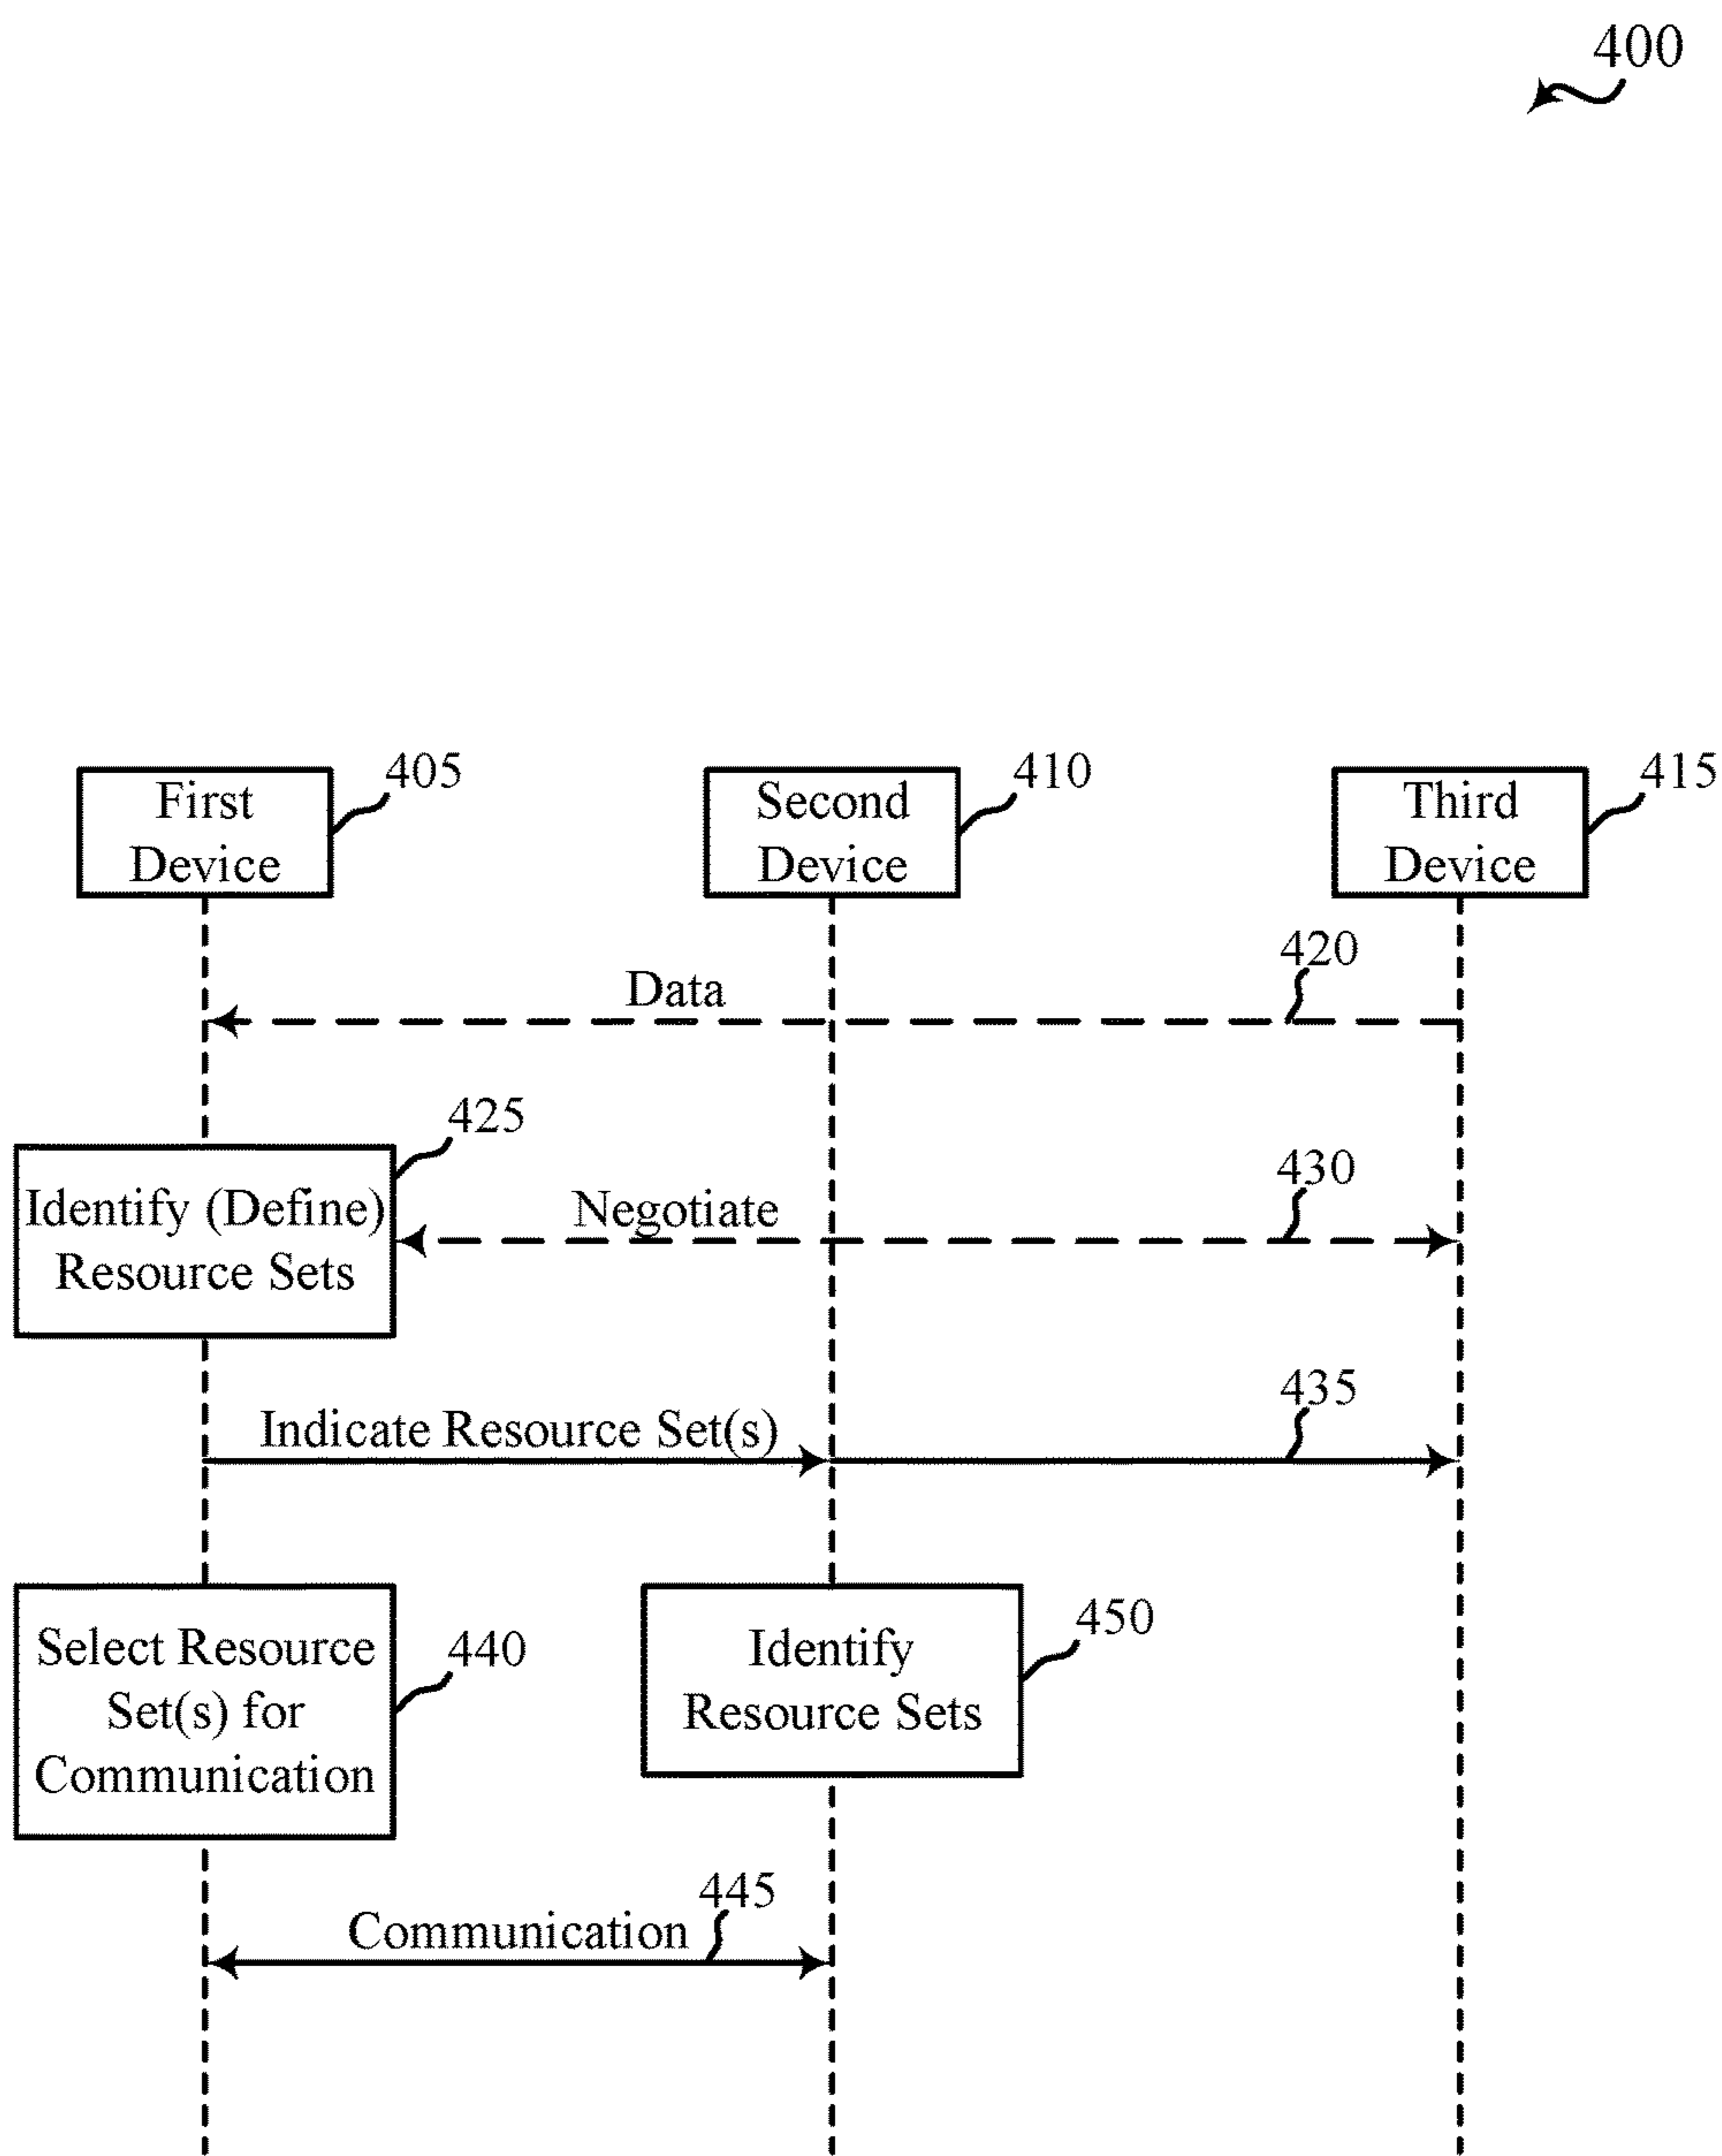 400
405
410
415
First
Device
Second
Device
Third
Device
420
Data
425
430
Identify (Define)
Resource Sets
Negotiate
435
Indicate Resource Set(s)
440
450
Select Resource
Set(s) for
Communication
Identify
Resource Sets
445
Communication